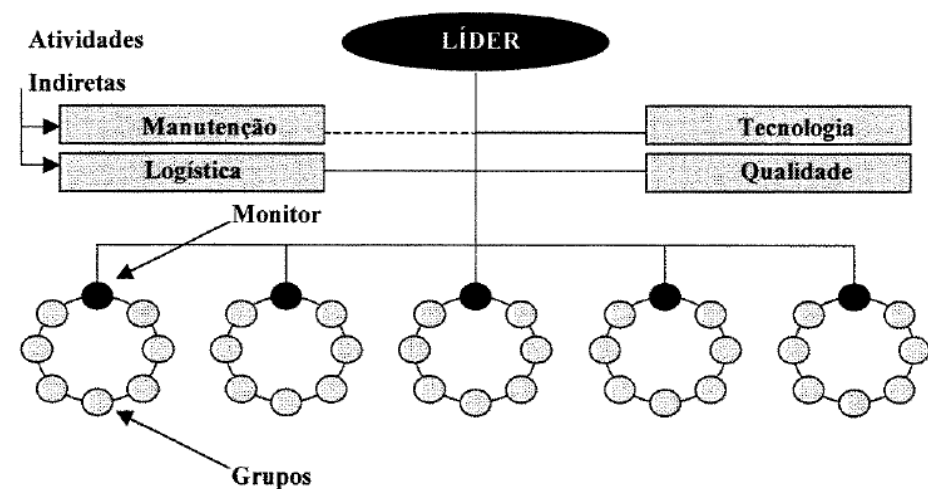 LÍDER
Atividades
Indiretas
Manutenção
Tecnologia
Logística
Qualidade
Monitor
Grupos